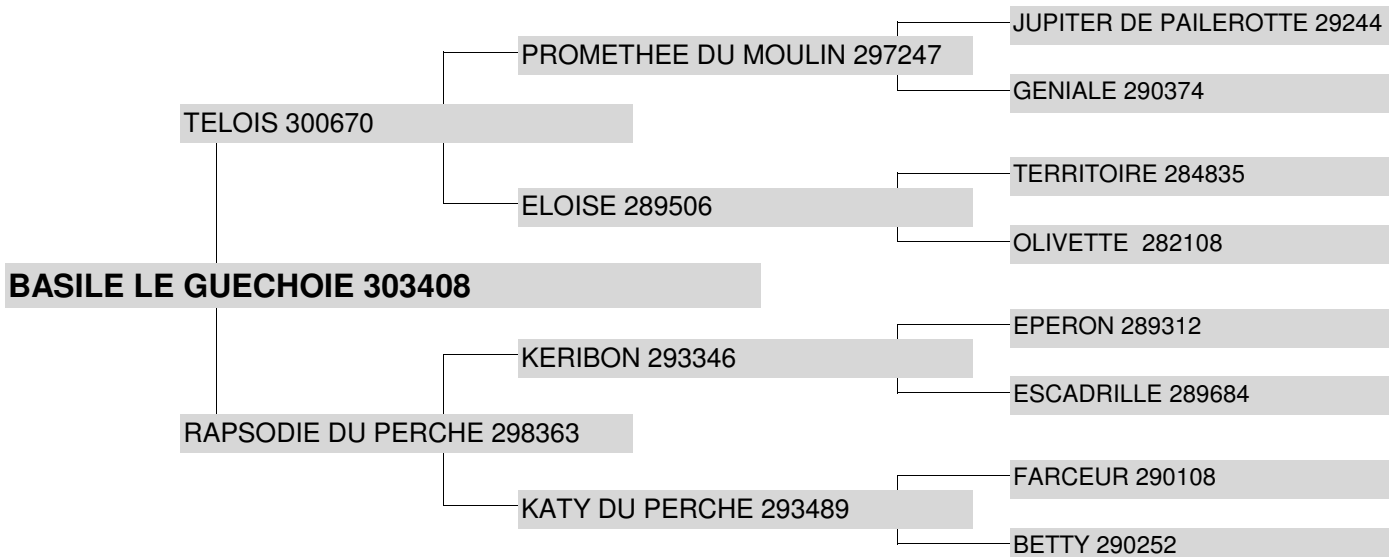 JUPITER DE PAILEROTTE 29244
PROMETHEE DU MOULIN 297247
GENIALE 290374
TELOIS 300670
TERRITOIRE 284835
ELOISE 289506
OLIVETTE 282108
BASILE LE GUECHOIE 303408
EPERON 289312
KERIBON 293346
ESCADRILLE 289684
RAPSODIE DU PERCHE 298363
FARCEUR 290108
KATY DU PERCHE 293489
BETTY 290252